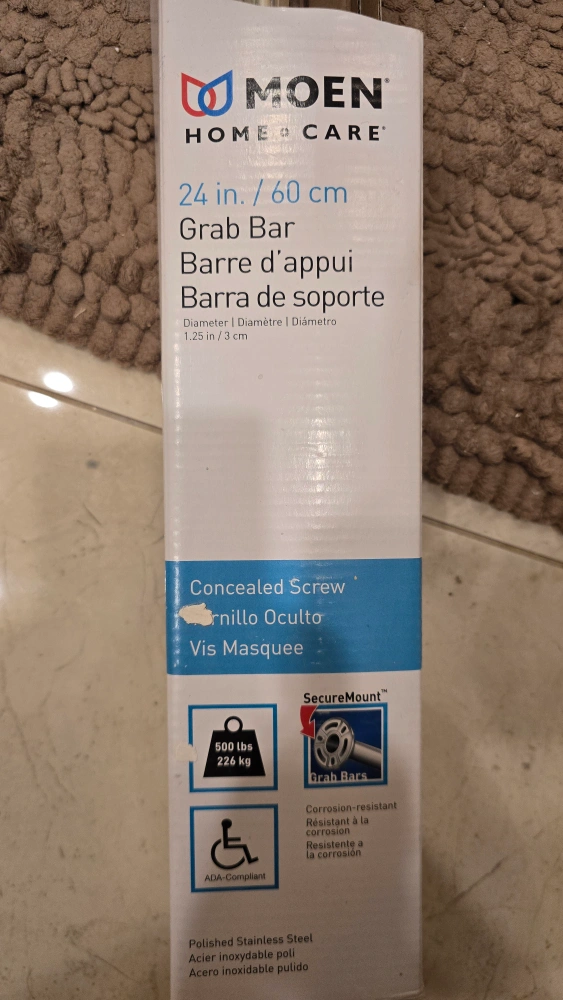 MOEN®
HOME CARE®
24 in. / 60 cm
Grab Bar
Barre d'appui
Barra de soporte
Diameter | Diamètre | Diámetro
1.25 in / 3 cm
Concealed Screw
rnillo Oculto
Vis Masquee
500 lbs
226 kg
SecureMount™
Grab Bars
Corrosion-resistant
Résistant à la
corrosion
Resistente a
la corrosión
ADA-Compliant
Polished Stainless Steel
Acier inoxydable poli
Acero inoxidable pulido